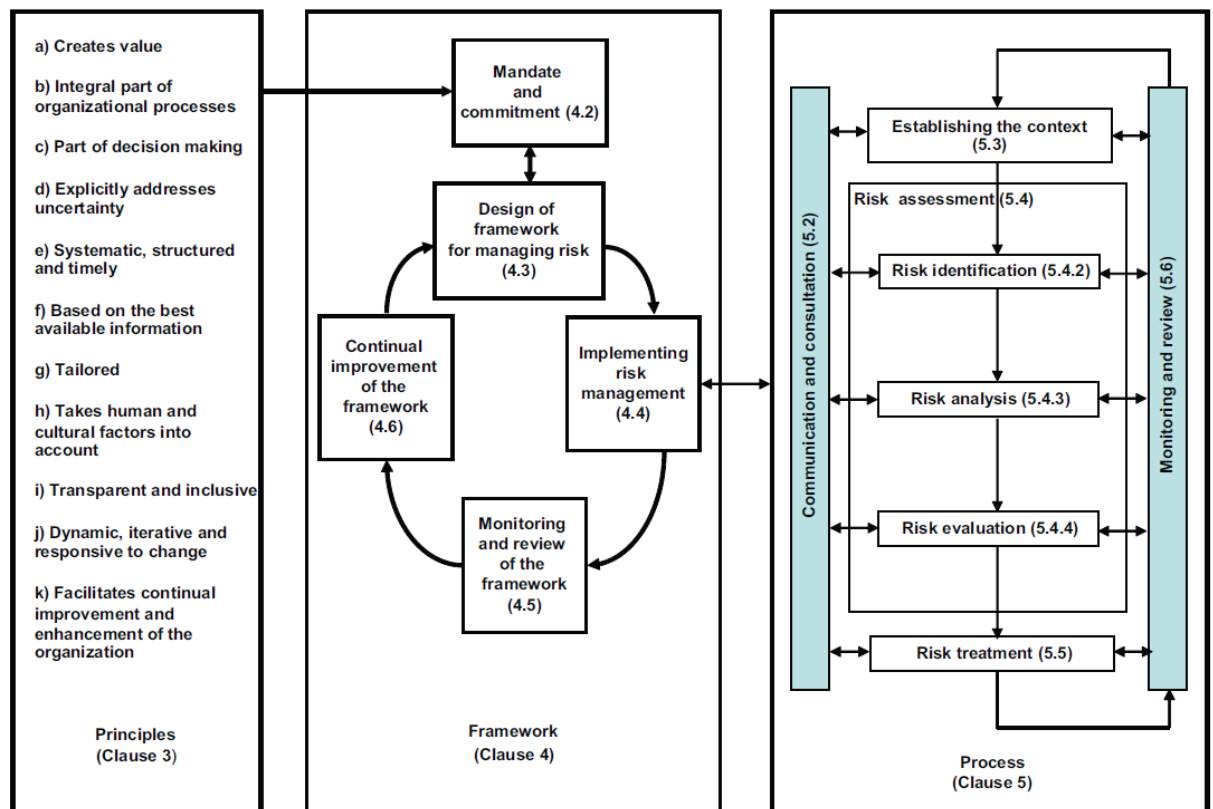 a) Creates value
b) Integral part of
organizational processes
c) Part of decision making
d) Explicitly addresses
uncertainty
e) Systematic, structured
and timely
f) Based on the best
available information
g) Tailored
h) Takes human and
cultural factors into
account
i) Transparent and inclusive
j) Dynamic, iterative and
responsive to change
k) Facilitates continual
improvement and
enhancement of the
organization
Principles
(Clause 3)
Mandate
and
commitment (4.2)
Design of
framework
for managing risk
(4.3)
Implementing
risk
management
(4.4)
Monitoring
and review
of the
framework
(4.5)
Continual
improvement
of the
framework
(4.6)
Framework
(Clause 4)
Communication and consultation (5.2)
Establishing the context
(5.3)
Risk assessment (5.4)
Risk identification (5.4.2)
Risk analysis (5.4.3)
Risk evaluation (5.4.4)
Risk treatment (5.5)
Monitoring and review (5.6)
Process
(Clause 5)